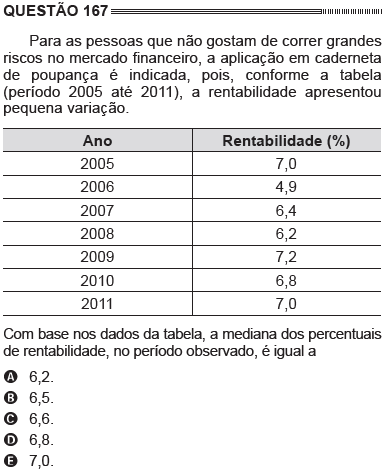 QUESTÃO 167
Para as pessoas que não gostam de correr grandes
riscos no mercado financeiro, a aplicação em caderneta
de poupança é indicada, pois, conforme a tabela
(período 2005 até 2011), a rentabilidade apresentou
pequena variação.
Ano Rentabilidade (%)
2005 7,0
2006 4,9
2007 6,4
2008 6,2
2009 7,2
2010 6,8
2011 7,0
Com base nos dados da tabela, a mediana dos percentuais
de rentabilidade, no período observado, é igual a
A 6,2.
B 6,5.
C 6,6.
D 6,8.
E 7,0.